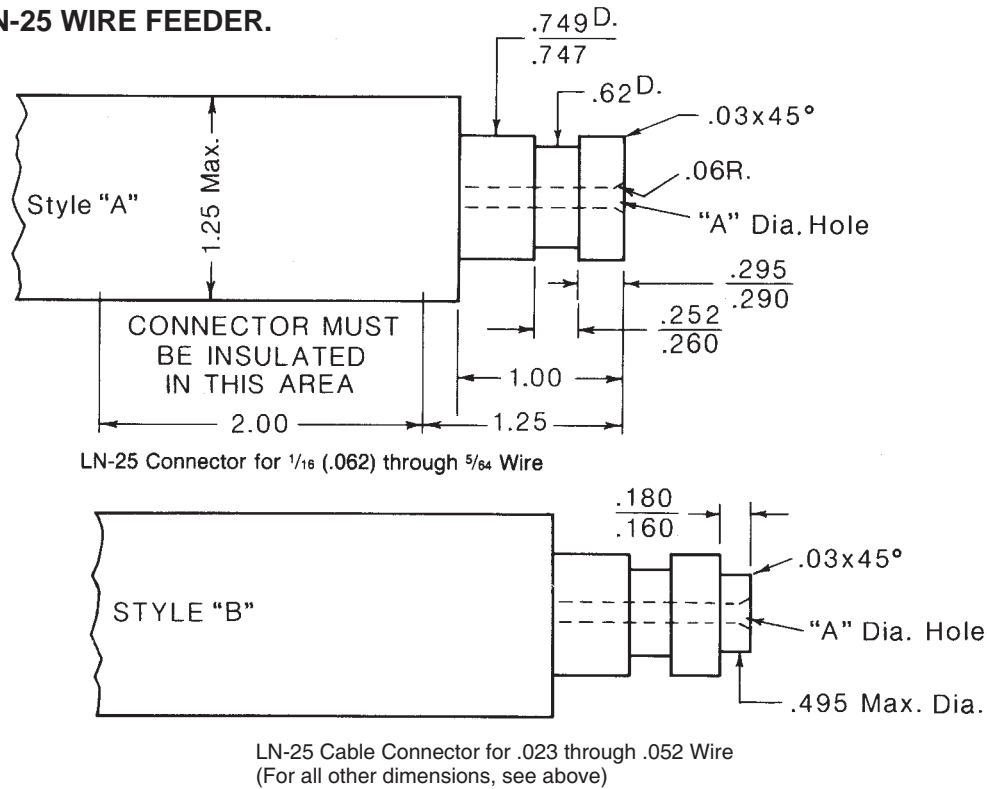 N-25 WIRE FEEDER.
.749 D.
.747
.62 D.
.03x45°
.06R.
"A" Dia. Hole
Style "A"
1.25 Max.
.295
.290
.252
.260
CONNECTOR MUST
BE INSULATED
IN THIS AREA
1.00
2.00
1.25
LN-25 Connector for 1/16 (.062) through 5/64 Wire
.180
.160
.03x45°
STYLE "B"
"A" Dia. Hole
.495 Max. Dia.
LN-25 Cable Connector for .023 through .052 Wire
(For all other dimensions, see above)